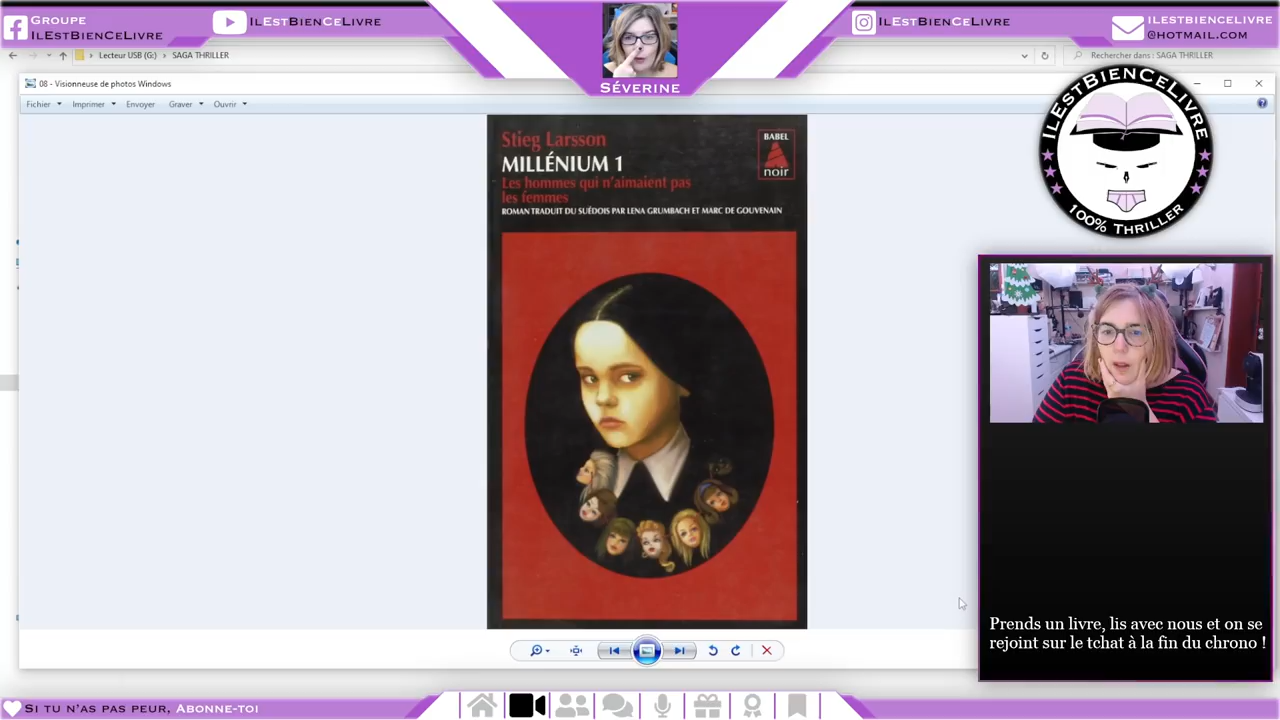 Groupe
IlEstBienCeLivre
IlEstBienCeLivre
IlEstBienCeLivre
ilestbiencelivre
@hotmail.com
Séverine
Lecteur USB (G:) › SAGA THRILLER
Rechercher dans : SAGA THRILLER
08 - Visionneuse de photos Windows
Fichier
Imprimer
Envoyer
Graver
Ouvrir
IlEstBienCeLivre
100% Thriller
Stieg Larsson
MILLÉNIUM 1
Les hommes qui n'aimaient pas
les femmes
ROMAN TRADUIT DU SUÉDOIS PAR LENA GRUMBACH ET MARC DE GOUVENAIN
BABEL
noir
Prends un livre, lis avec nous et on se
rejoint sur le tchat à la fin du chrono !
Si tu n'as pas peur, Abonne-toi